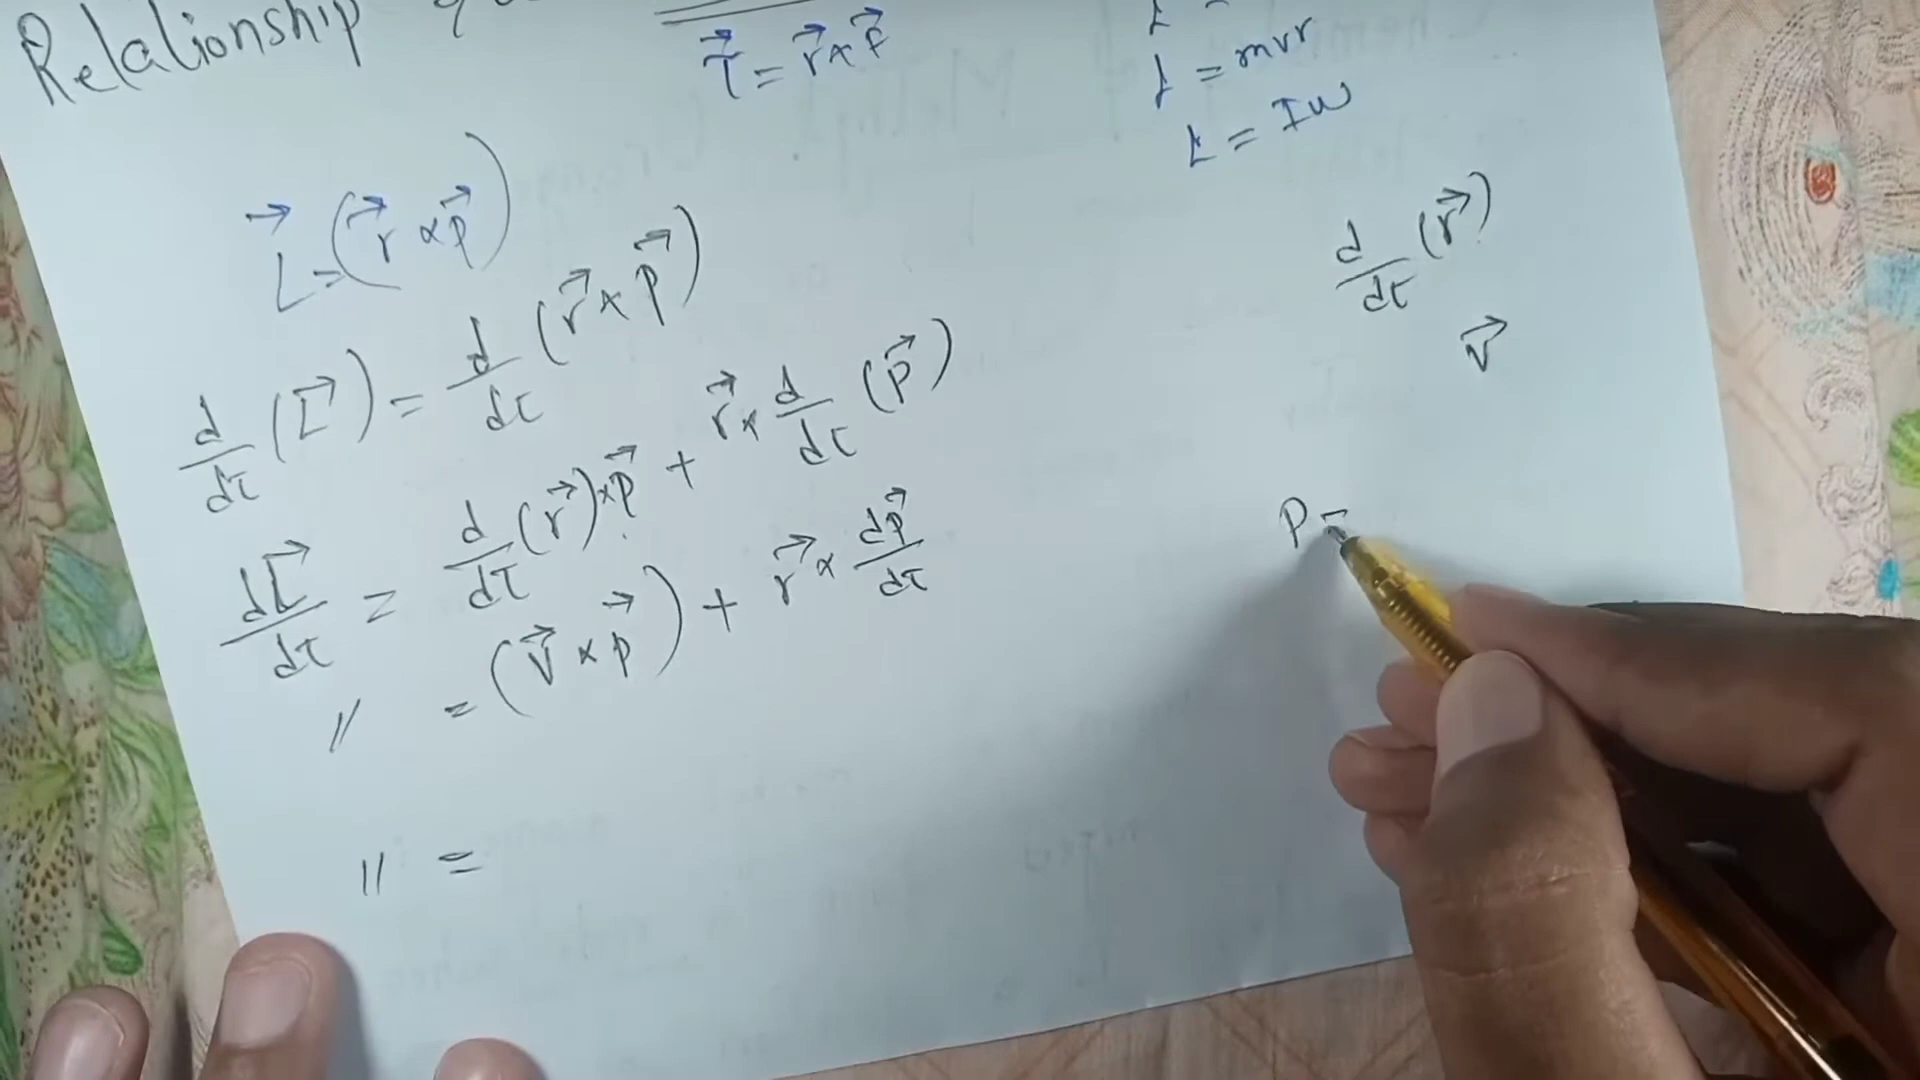 Relationship
τ⃗ = r⃗ × F⃗
L = mvr
L = Iω
L⃗ = (r⃗ × p⃗)
d/dt (L⃗) = d/dt (r⃗ × p⃗)
dL⃗/dt = d/dt (r⃗) × p⃗ + r⃗ × d/dt (p⃗)
// = (v⃗ × p⃗) + r⃗ × dp⃗/dt
// =
d/dt (r⃗)
v⃗
P =